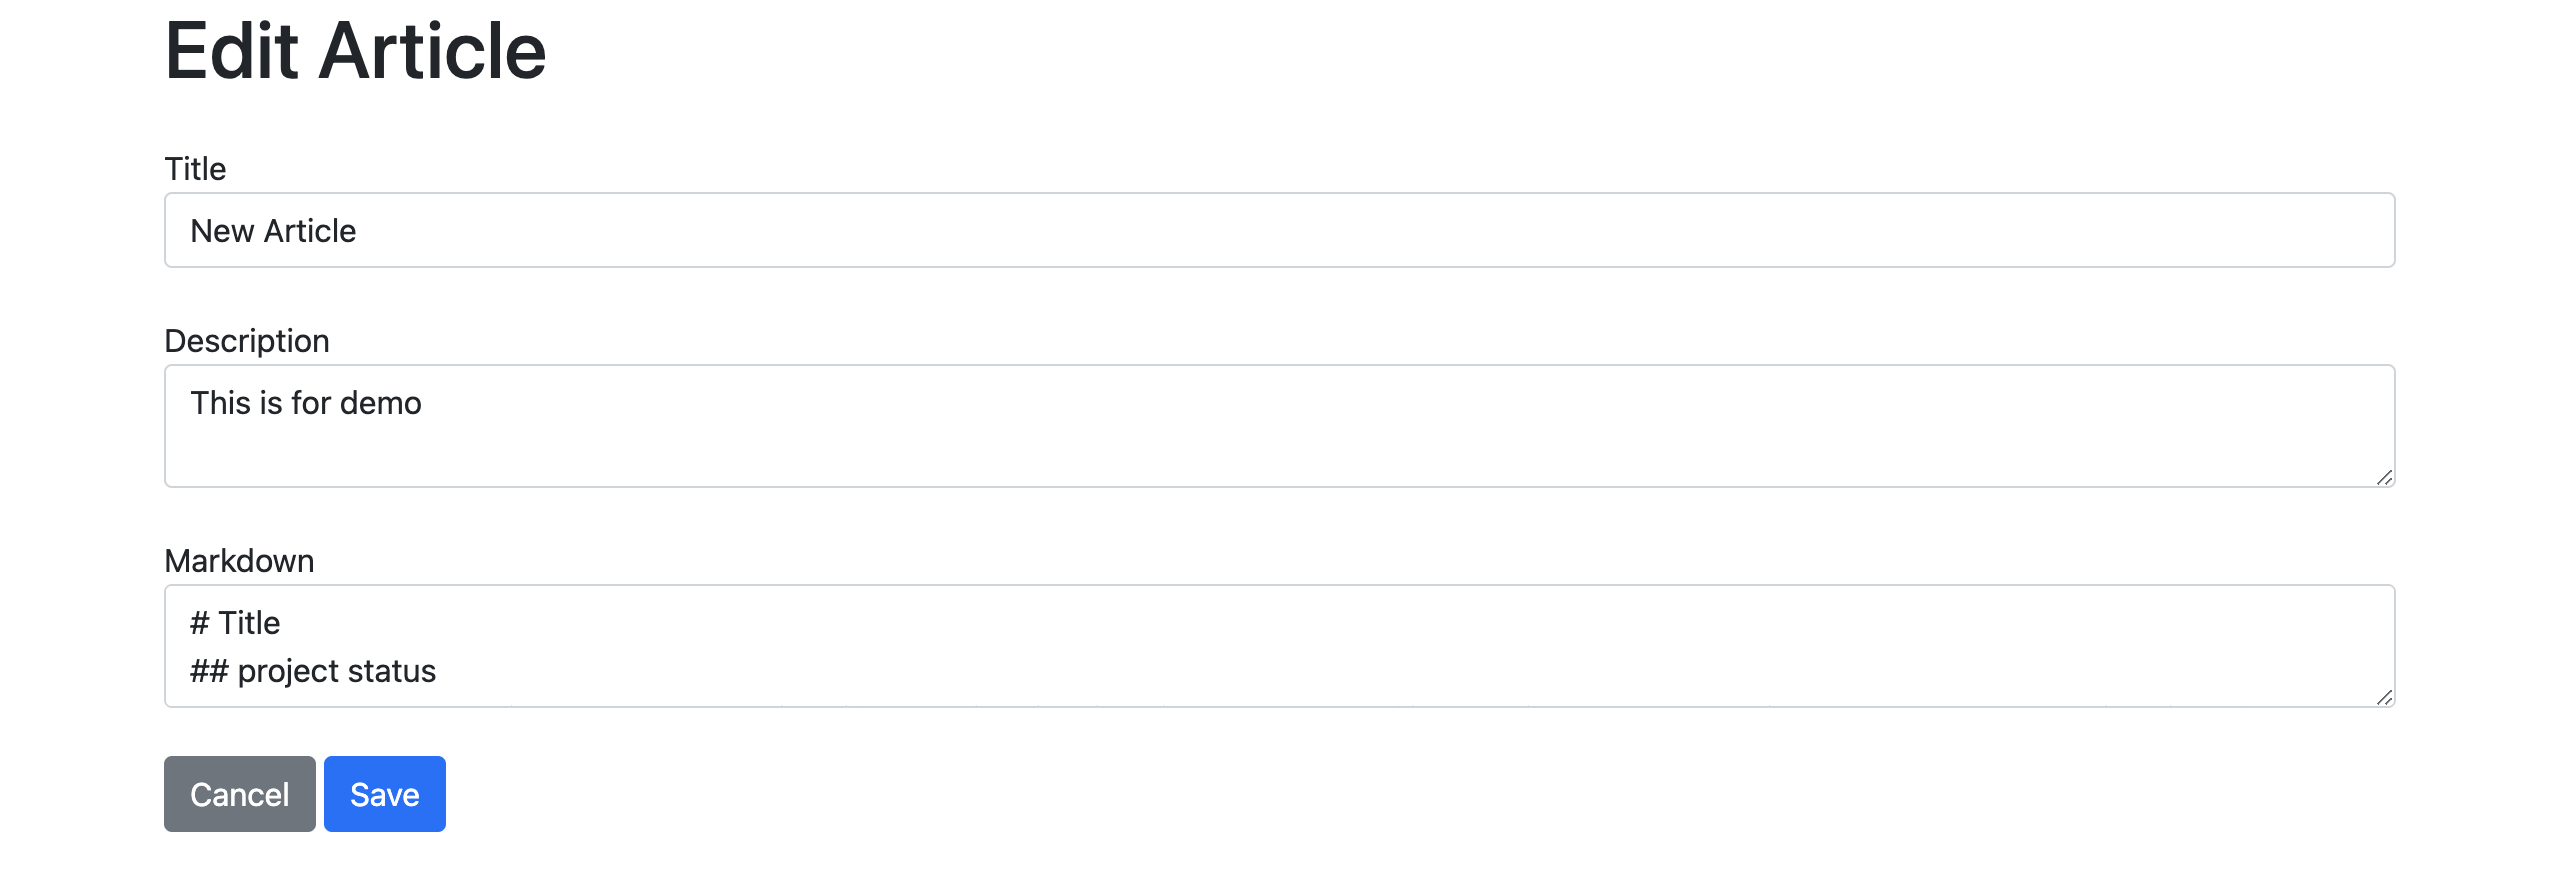 Edit Article
Title
New Article
Description
This is for demo
Markdown
# Title
## project status
Cancel Save